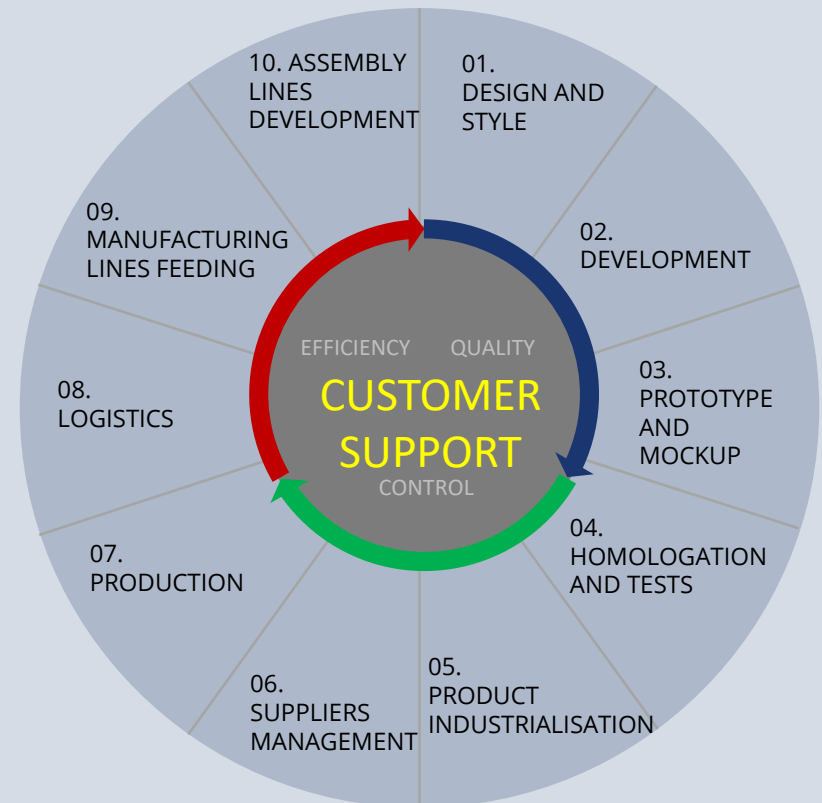 01.
DESIGN AND
STYLE
02.
DEVELOPMENT
03.
PROTOTYPE
AND
MOCKUP
04.
HOMOLOGATION
AND TESTS
05.
PRODUCT
INDUSTRIALISATION
06.
SUPPLIERS
MANAGEMENT
07.
PRODUCTION
08.
LOGISTICS
09.
MANUFACTURING
LINES FEEDING
10. ASSEMBLY
LINES
DEVELOPMENT
EFFICIENCY QUALITY
CUSTOMER
SUPPORT
CONTROL